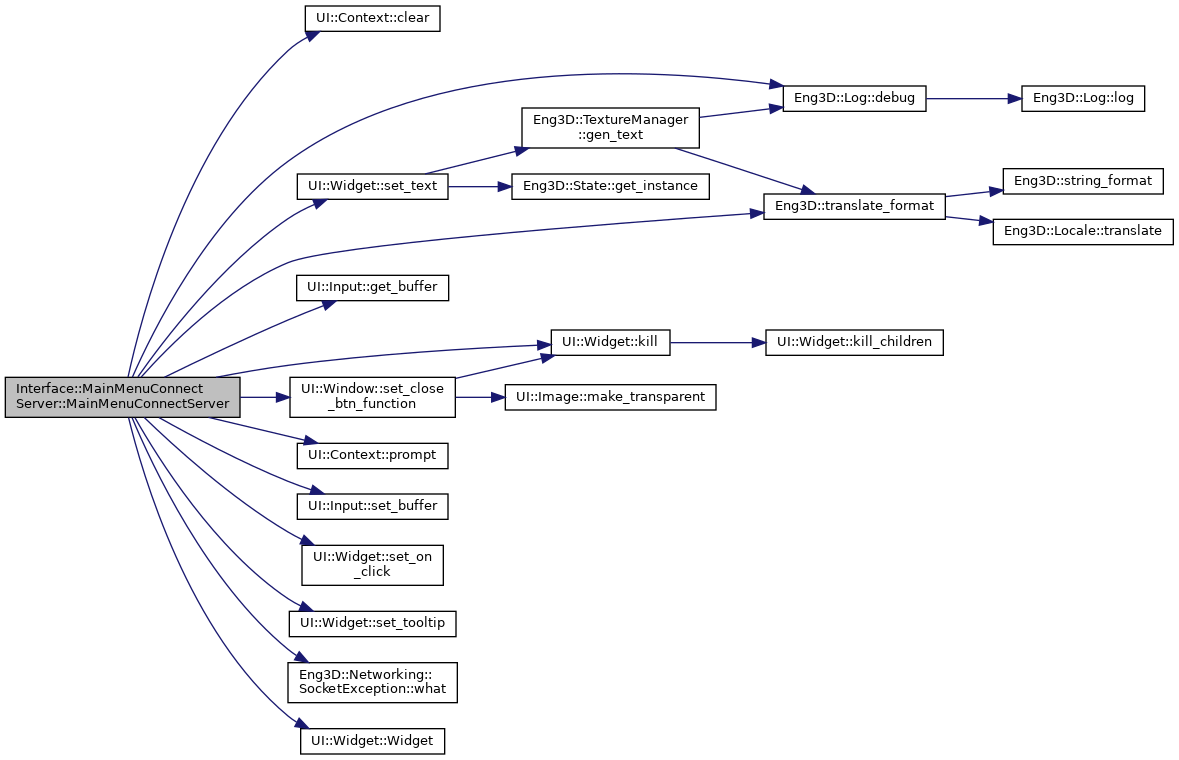 UI::Context::clear
Eng3D::Log::debug
Eng3D::Log::log
Eng3D::TextureManager
::gen_text
UI::Widget::set_text
Eng3D::State::get_instance
Eng3D::string_format
Eng3D::translate_format
Eng3D::Locale::translate
UI::Input::get_buffer
UI::Widget::kill
UI::Widget::kill_children
Interface::MainMenuConnect
Server::MainMenuConnectServer
UI::Window::set_close
_btn_function
UI::Image::make_transparent
UI::Context::prompt
UI::Input::set_buffer
UI::Widget::set_on
_click
UI::Widget::set_tooltip
Eng3D::Networking::
SocketException::what
UI::Widget::Widget